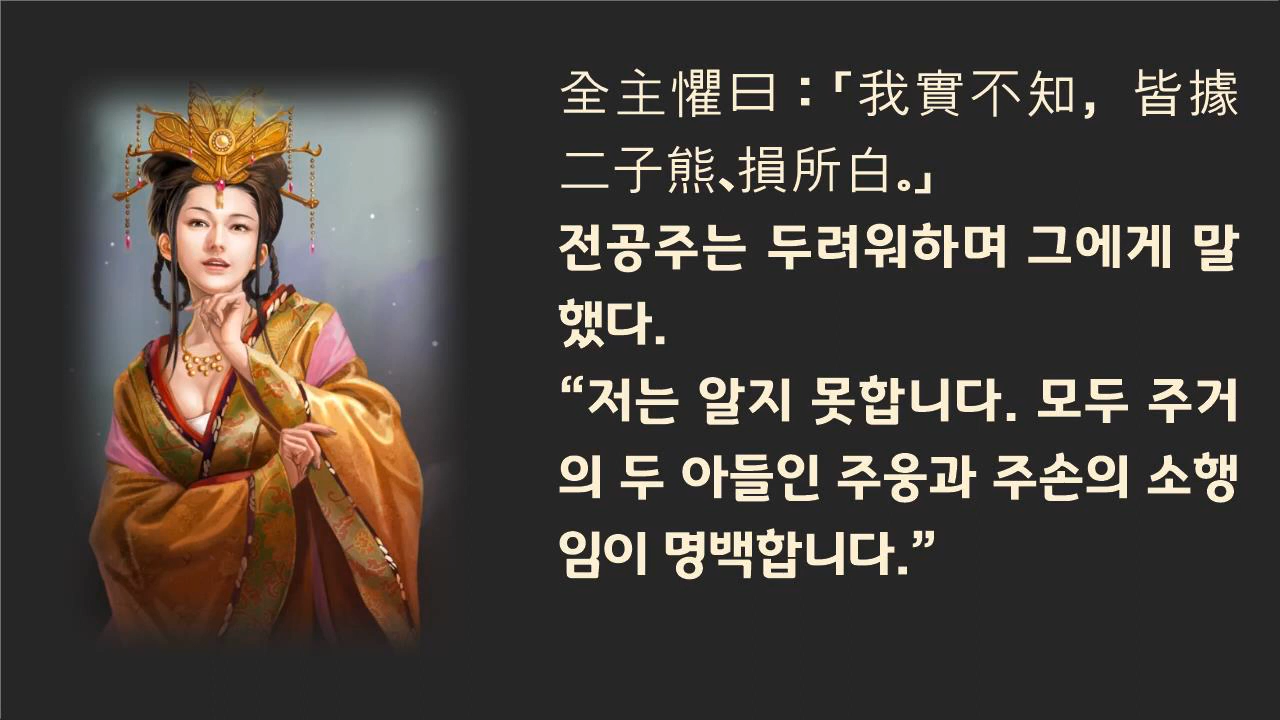 全主懼曰：「我實不知，皆據
二子熊､損所白｡」
전공주는 두려워하며 그에게 말
했다.
“저는 알지 못합니다. 모두 주거
의 두 아들인 주웅과 주손의 소행
임이 명백합니다.”